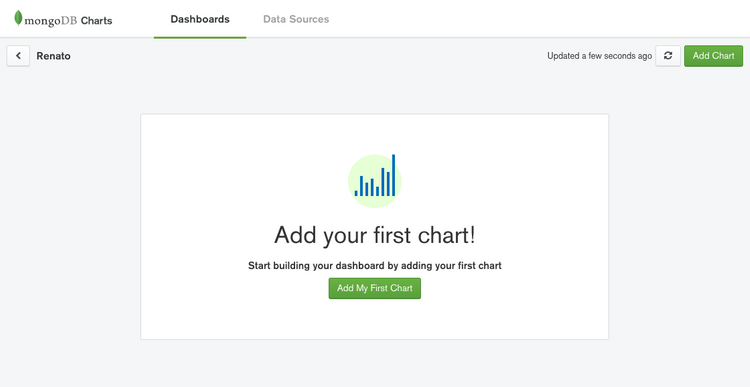 mongoDB Charts
Dashboards
Data Sources
Renato
Updated a few seconds ago
Add Chart
Add your first chart!
Start building your dashboard by adding your first chart
Add My First Chart